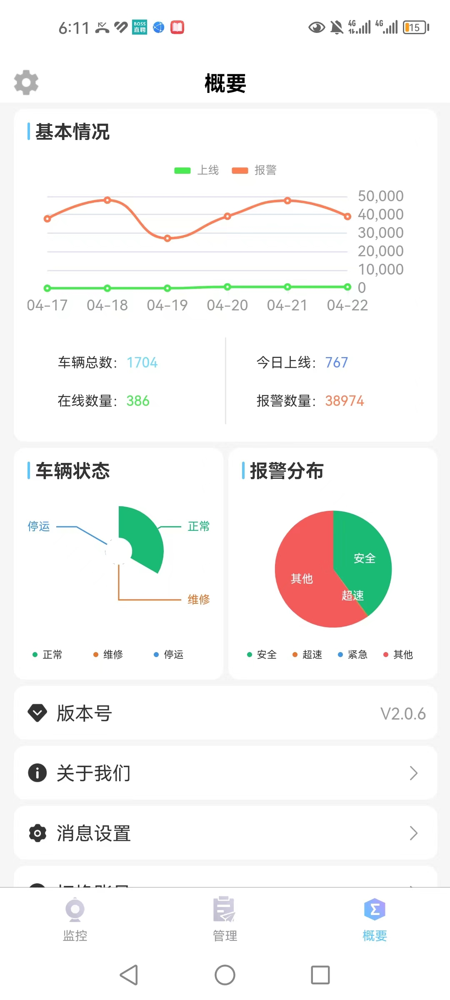 6:11 BOSS 直聘 4G 4G 15
概要
基本情况
上线 报警
50,000
40,000
30,000
20,000
10,000
0
04-17 04-18 04-19 04-20 04-21 04-22
车辆总数：1704 今日上线：767
在线数量：386 报警数量：38974
车辆状态 报警分布
停运 正常
安全
其他
超速
维修
正常 维修 停运 安全 超速 紧急 其他
版本号 V2.0.6
关于我们
消息设置
监控 管理 概要